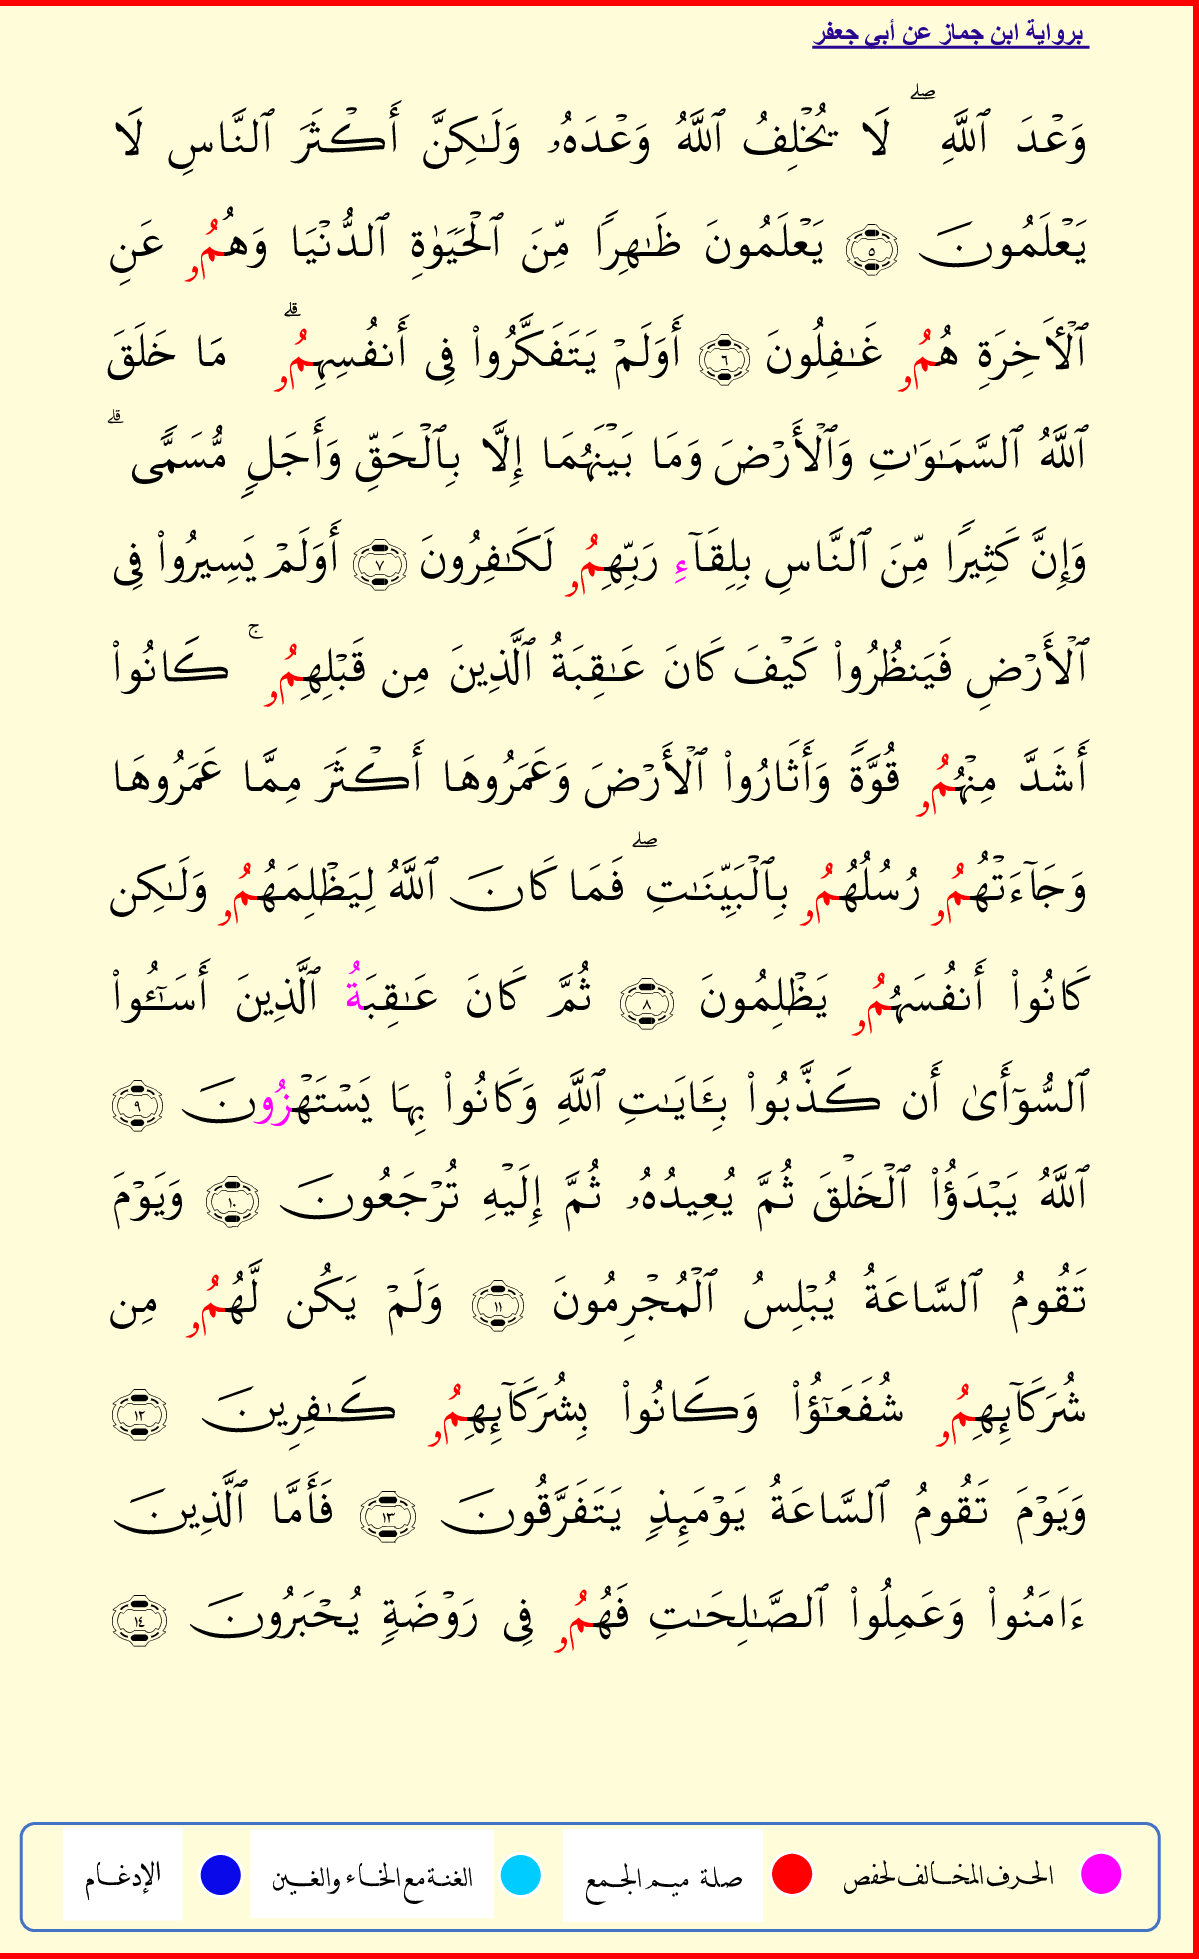 برواية ابن جماز عن أبي جعفر
وَعْدَ ٱللَّهِ ۖ لَا يُخْلِفُ ٱللَّهُ وَعْدَهُۥ وَلَـٰكِنَّ أَكْثَرَ ٱلنَّاسِ لَا
يَعْلَمُونَ ٥ يَعْلَمُونَ ظَـٰهِرًا مِّنَ ٱلْحَيَوٰةِ ٱلدُّنْيَا وَهُمُۥ عَنِ
ٱلْأَخِرَةِ هُمُۥ غَـٰفِلُونَ ٦ أَوَلَمْ يَتَفَكَّرُوا۟ فِى أَنفُسِهِمُۥ ۗ مَا خَلَقَ
ٱللَّهُ ٱلسَّمَـٰوَٰتِ وَٱلْأَرْضَ وَمَا بَيْنَهُمَا إِلَّا بِٱلْحَقِّ وَأَجَلٍ مُّسَمًّى ۗ
وَإِنَّ كَثِيرًا مِّنَ ٱلنَّاسِ بِلِقَآءِ رَبِّهِمُۥ لَكَـٰفِرُونَ ٧ أَوَلَمْ يَسِيرُوا۟ فِى
ٱلْأَرْضِ فَيَنظُرُوا۟ كَيْفَ كَانَ عَـٰقِبَةُ ٱلَّذِينَ مِن قَبْلِهِمُۥ ۚ كَانُوا۟
أَشَدَّ مِنْهُمُۥ قُوَّةً وَأَثَارُوا۟ ٱلْأَرْضَ وَعَمَرُوهَا أَكْثَرَ مِمَّا عَمَرُوهَا
وَجَآءَتْهُمُۥ رُسُلُهُمُۥ بِٱلْبَيِّنَـٰتِ ۖ فَمَا كَانَ ٱللَّهُ لِيَظْلِمَهُمُۥ وَلَـٰكِن
كَانُوا۟ أَنفُسَهُمُۥ يَظْلِمُونَ ٨ ثُمَّ كَانَ عَـٰقِبَةُ ٱلَّذِينَ أَسَـٰٓـُٔوا۟
ٱلسُّوٓأَىٰ أَن كَذَّبُوا۟ بِـَٔايَـٰتِ ٱللَّهِ وَكَانُوا۟ بِهَا يَسْتَهْزُونَ ٩
ٱللَّهُ يَبْدَؤُا۟ ٱلْخَلْقَ ثُمَّ يُعِيدُهُۥ ثُمَّ إِلَيْهِ تُرْجَعُونَ ١٠ وَيَوْمَ
تَقُومُ ٱلسَّاعَةُ يُبْلِسُ ٱلْمُجْرِمُونَ ١١ وَلَمْ يَكُن لَّهُمُۥ مِن
شُرَكَآئِهِمُۥ شُفَعَـٰٓؤُا۟ وَكَانُوا۟ بِشُرَكَآئِهِمُۥ كَـٰفِرِينَ ١٢
وَيَوْمَ تَقُومُ ٱلسَّاعَةُ يَوْمَئِذٍ يَتَفَرَّقُونَ ١٣ فَأَمَّا ٱلَّذِينَ
ءَامَنُوا۟ وَعَمِلُوا۟ ٱلصَّـٰلِحَـٰتِ فَهُمُۥ فِى رَوْضَةٍ يُحْبَرُونَ ١٤
الحرف المخالف لحفص صلة ميم الجمع الغنة مع الخاء والغين الإدغام